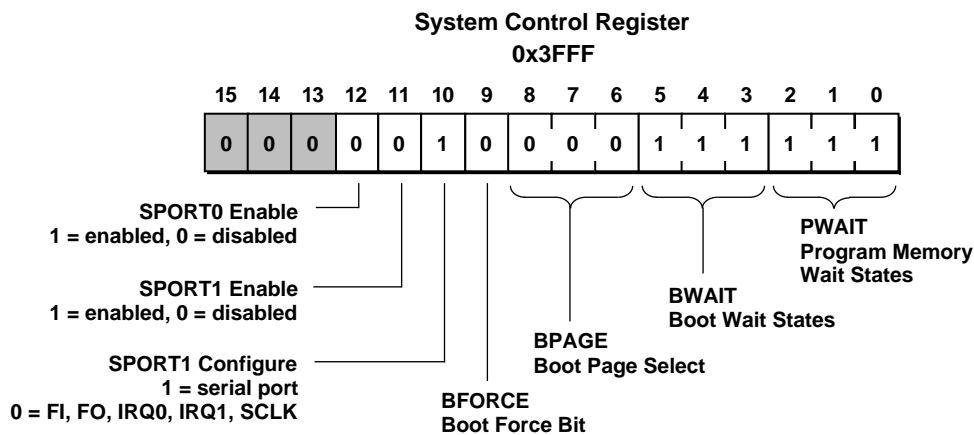 System Control Register
0x3FFF
15 14 13 12 11 10 9 8 7 6 5 4 3 2 1 0
0 0 0 0 0 1 0 0 0 0 1 1 1 1 1 1
SPORT0 Enable
1 = enabled, 0 = disabled
SPORT1 Enable
1 = enabled, 0 = disabled
SPORT1 Configure
1 = serial port
0 = FI, FO, IRQ0, IRQ1, SCLK
BFORCE
Boot Force Bit
BPAGE
Boot Page Select
BWAIT
Boot Wait States
PWAIT
Program Memory
Wait States